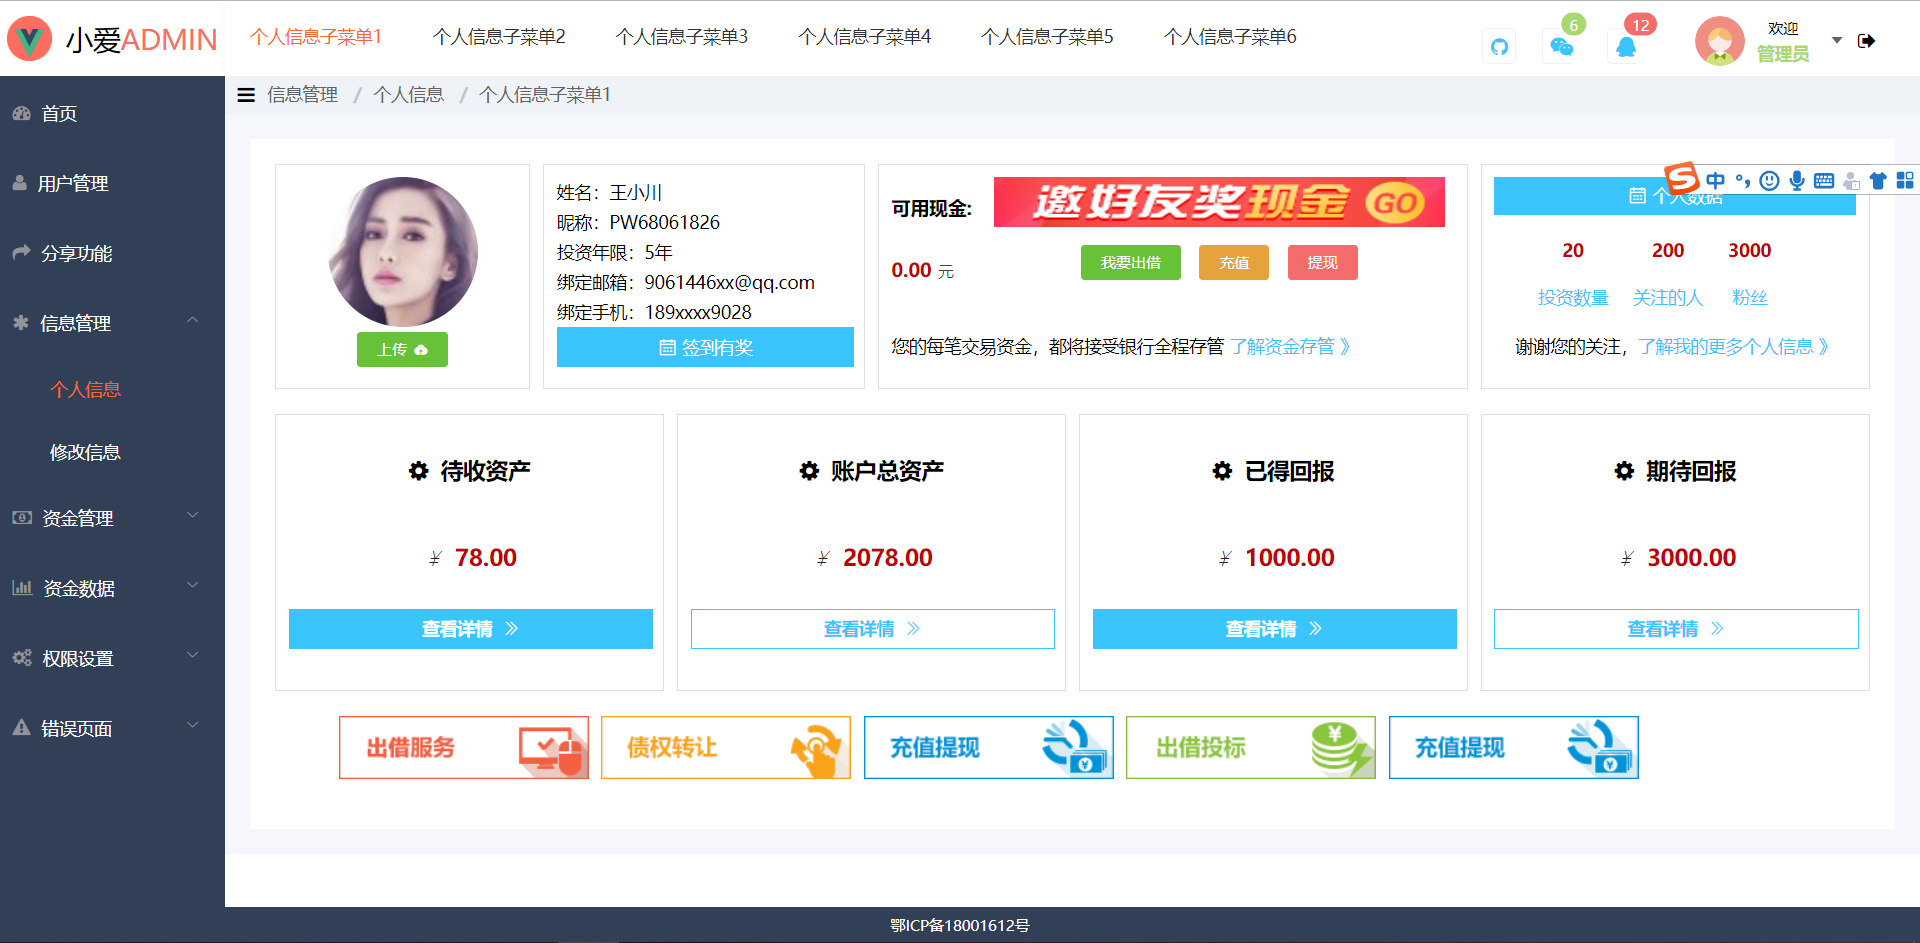 小爱ADMIN
个人信息子菜单1
个人信息子菜单2
个人信息子菜单3
个人信息子菜单4
个人信息子菜单5
个人信息子菜单6
6
12
欢迎
管理员
信息管理 / 个人信息 / 个人信息子菜单1
首页
用户管理
分享功能
信息管理
个人信息
修改信息
资金管理
资金数据
权限设置
错误页面
上传
姓名：王小川
昵称：PW68061826
投资年限：5年
绑定邮箱：9061446xx@qq.com
绑定手机：189xxxx9028
签到有奖
可用现金:
邀好友奖现金 GO
0.00 元
我要出借
充值
提现
您的每笔交易资金，都将接受银行全程存管 了解资金存管 》
S 中
个人数据
20 200 3000
投资数量 关注的人 粉丝
谢谢您的关注，了解我的更多个人信息 》
待收资产
¥ 78.00
查看详情
账户总资产
¥ 2078.00
查看详情
已得回报
¥ 1000.00
查看详情
期待回报
¥ 3000.00
查看详情
出借服务
债权转让
充值提现
出借投标
充值提现
鄂ICP备18001612号